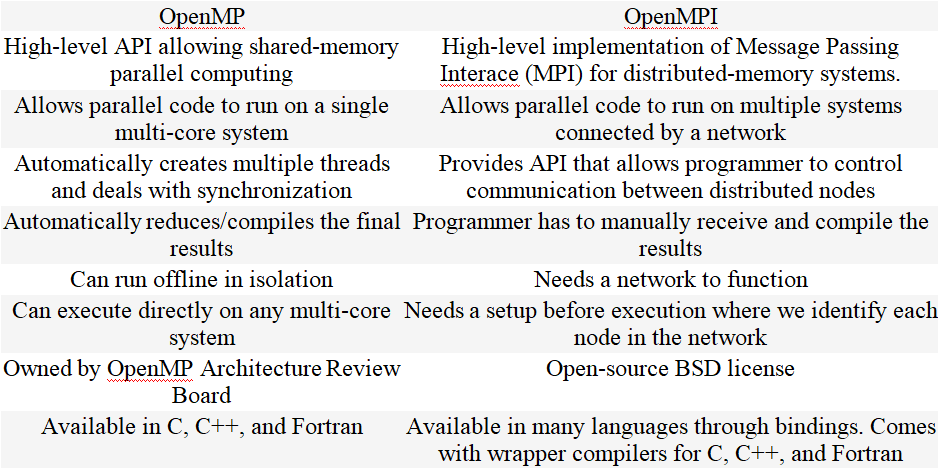 OpenMP OpenMPI
High-level API allowing shared-memory High-level implementation of Message Passing
parallel computing Interace (MPI) for distributed-memory systems.
Allows parallel code to run on a single Allows parallel code to run on multiple systems
multi-core system connected by a network
Automatically creates multiple threads Provides API that allows programmer to control
and deals with synchronization communication between distributed nodes
Automatically reduces/compiles the final Programmer has to manually receive and compile the
results results
Can run offline in isolation Needs a network to function
Can execute directly on any multi-core Needs a setup before execution where we identify each
system node in the network
Owned by OpenMP Architecture Review Open-source BSD license
Board
Available in C, C++, and Fortran Available in many languages through bindings. Comes
with wrapper compilers for C, C++, and Fortran